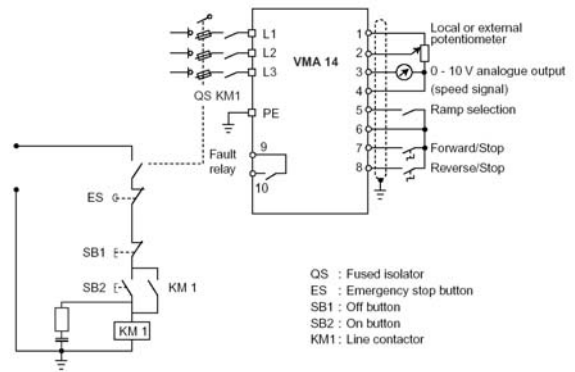 L1
L2
L3
QS KM1
PE
VMA 14
1
2
3
4
5
6
7
8
Local or external
potentiometer
0 - 10 V analogue output
(speed signal)
Ramp selection
Forward/Stop
Reverse/Stop
Fault
relay
9
10
ES
SB1
SB2
KM 1
KM 1
QS : Fused isolator
ES : Emergency stop button
SB1 : Off button
SB2 : On button
KM1 : Line contactor